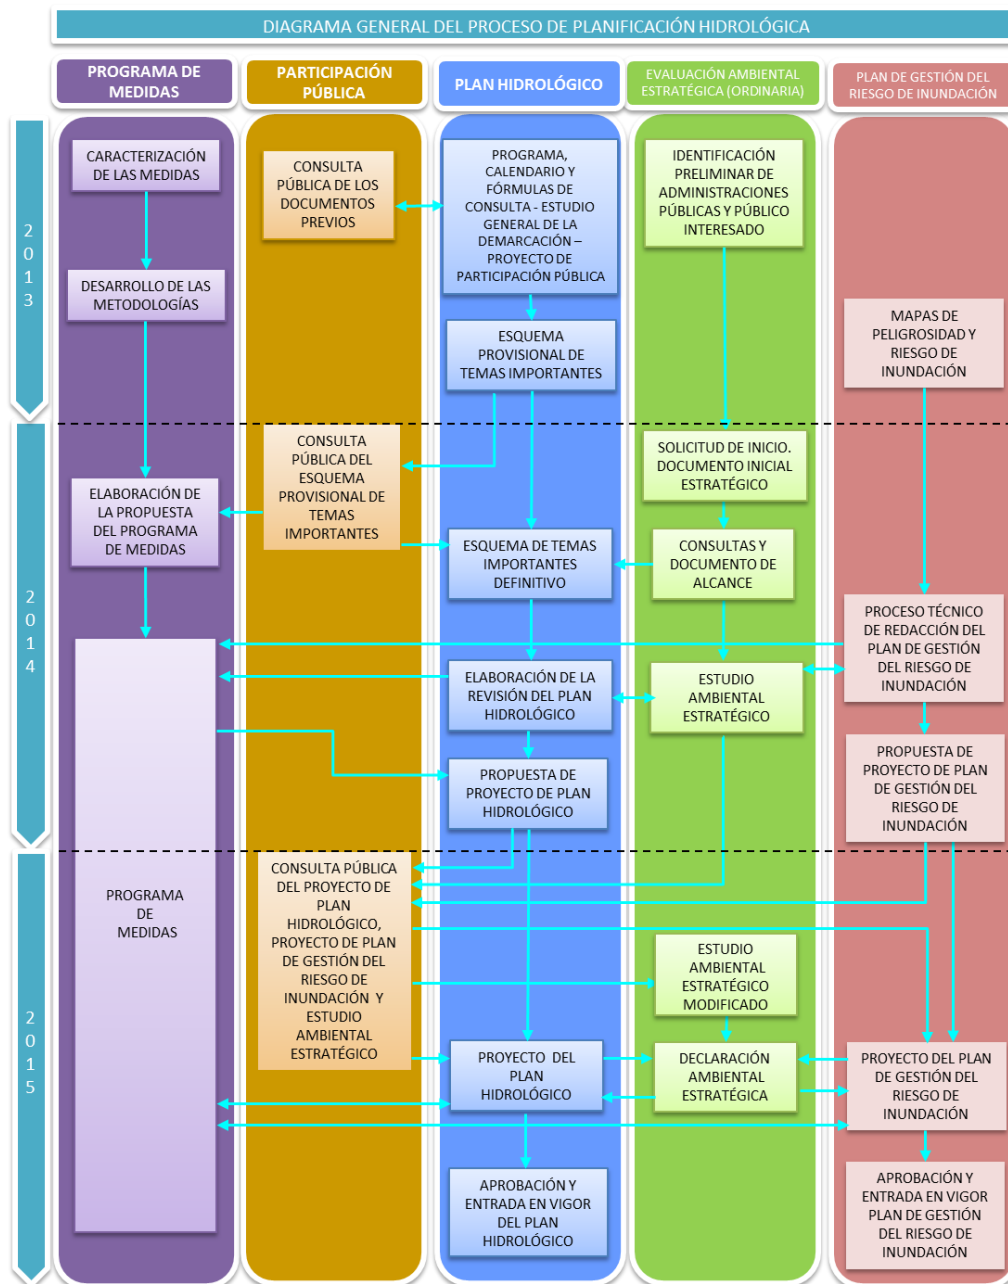 DIAGRAMA GENERAL DEL PROCESO DE PLANIFICACIÓN HIDROLÓGICA
PROGRAMA DE
MEDIDAS
PARTICIPACIÓN
PÚBLICA
PLAN HIDROLÓGICO
EVALUACIÓN AMBIENTAL
ESTRATÉGICA (ORDINARIA)
PLAN DE GESTIÓN DEL
RIESGO DE INUNDACIÓN
2
0
1
3
CARACTERIZACIÓN
DE LAS MEDIDAS
CONSULTA
PÚBLICA DE LOS
DOCUMENTOS
PREVIOS
PROGRAMA,
CALENDARIO Y
FÓRMULAS DE
CONSULTA - ESTUDIO
GENERAL DE LA
DEMARCACIÓN –
PROYECTO DE
PARTICIPACIÓN PÚBLICA
IDENTIFICACIÓN
PRELIMINAR DE
ADMINISTRACIONES
PÚBLICAS Y PÚBLICO
INTERESADO
DESARROLLO DE LAS
METODOLOGÍAS
ESQUEMA
PROVISIONAL DE
TEMAS IMPORTANTES
MAPAS DE
PELIGROSIDAD Y
RIESGO DE
INUNDACIÓN
2
0
1
4
CONSULTA
PÚBLICA DEL
ESQUEMA
PROVISIONAL DE
TEMAS
IMPORTANTES
SOLICITUD DE INICIO.
DOCUMENTO INICIAL
ESTRATÉGICO
ELABORACIÓN DE
LA PROPUESTA
DEL PROGRAMA
DE MEDIDAS
ESQUEMA DE TEMAS
IMPORTANTES
DEFINITIVO
CONSULTAS Y
DOCUMENTO DE
ALCANCE
PROCESO TÉCNICO
DE REDACCIÓN DEL
PLAN DE GESTIÓN
DEL RIESGO DE
INUNDACIÓN
ELABORACIÓN DE LA
REVISIÓN DEL PLAN
HIDROLÓGICO
ESTUDIO
AMBIENTAL
ESTRATÉGICO
PROPUESTA DE
PROYECTO DE PLAN
HIDROLÓGICO
PROPUESTA DE
PROYECTO DE PLAN
DE GESTIÓN DEL
RIESGO DE
INUNDACIÓN
2
0
1
5
PROGRAMA
DE
MEDIDAS
CONSULTA PÚBLICA
DEL PROYECTO DE
PLAN
HIDROLÓGICO,
PROYECTO DE PLAN
DE GESTIÓN DEL
RIESGO DE
INUNDACIÓN Y
ESTUDIO
AMBIENTAL
ESTRATÉGICO
ESTUDIO
AMBIENTAL
ESTRATÉGICO
MODIFICADO
PROYECTO DEL
PLAN
HIDROLÓGICO
DECLARACIÓN
AMBIENTAL
ESTRATÉGICA
PROYECTO DEL PLAN
DE GESTIÓN DEL
RIESGO DE
INUNDACIÓN
APROBACIÓN Y
ENTRADA EN VIGOR
DEL PLAN
HIDROLÓGICO
APROBACIÓN Y
ENTRADA EN VIGOR
PLAN DE GESTIÓN
DEL RIESGO DE
INUNDACIÓN